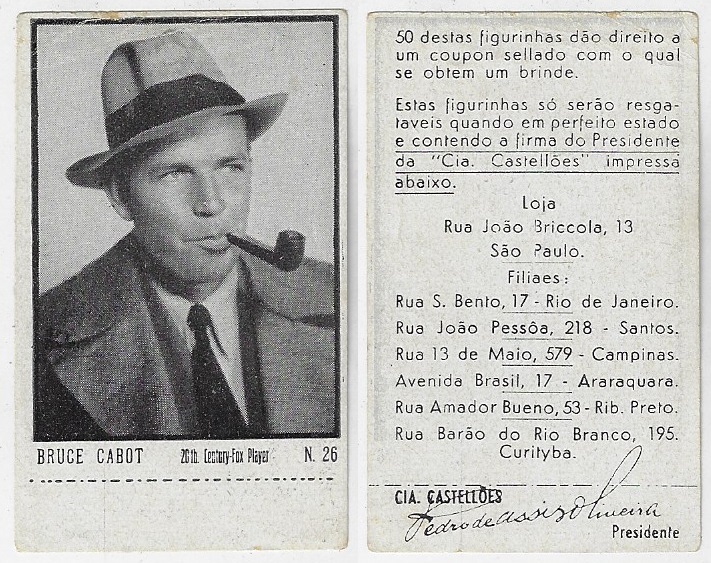 BRUCE CABOT 20th. Century-Fox Player N. 26
50 destas figurinhas dão direito a
um coupon sellado com o qual
se obtem um brinde.
Estas figurinhas só serão resga-
taveis quando em perfeito estado
e contendo a firma do Presidente
da "Cia. Castellões" impressa
abaixo.
Loja
Rua João Briccola, 13
São Paulo.
Filiaes:
Rua S. Bento, 17 - Rio de Janeiro.
Rua João Pessôa, 218 - Santos.
Rua 13 de Maio, 579 - Campinas.
Avenida Brasil, 17 - Araraquara.
Rua Amador Bueno, 53 - Rib. Preto.
Rua Barão do Rio Branco, 195.
Curityba.
CIA. CASTELLÕES
Pedro de Assiz Oliveira
Presidente